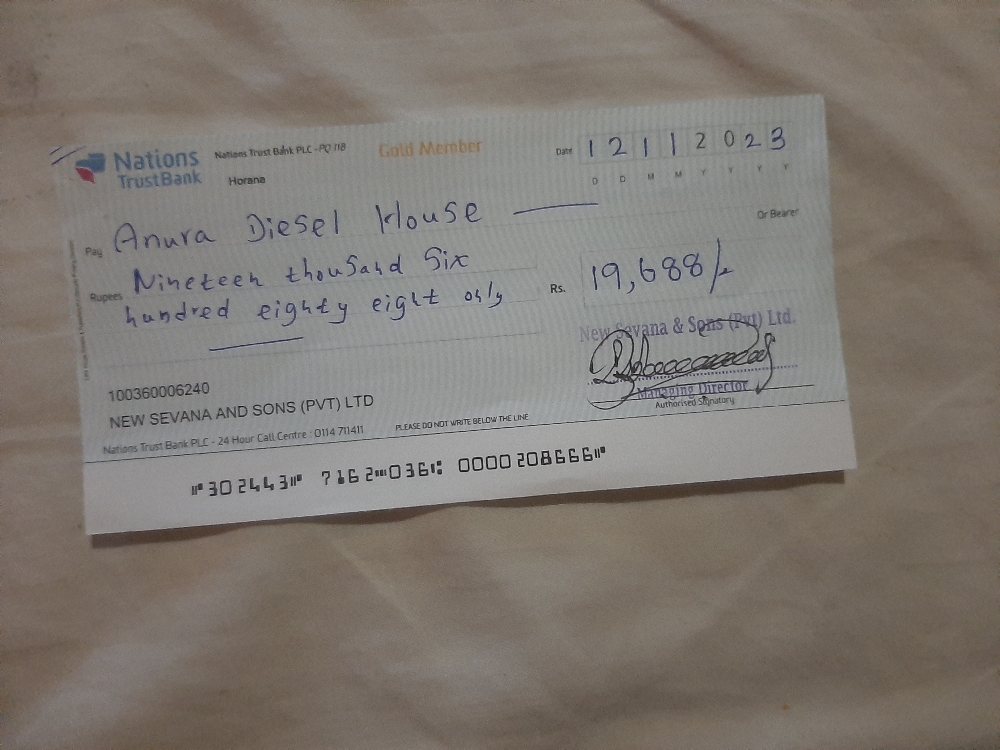 Nations
TrustBank
Nations Trust Bank PLC - PQ 118
Horana
Gold Member
Date 1 2 1 1 2 0 2 3
D D M M Y Y Y Y
Pay Anura Diesel House
Or Bearer
Rupees Nineteen thousand Six
hundred eighty eight only
Rs. 19,688/-
New Sevana & Sons (Pvt) Ltd.
Managing Director
Authorised Signatory
100360006240
NEW SEVANA AND SONS (PVT) LTD
Nations Trust Bank PLC - 24 Hour Call Centre : 0114 711411
PLEASE DO NOT WRITE BELOW THE LINE
⑈302443⑈ 7162⑉036⑆ 0000208666⑈